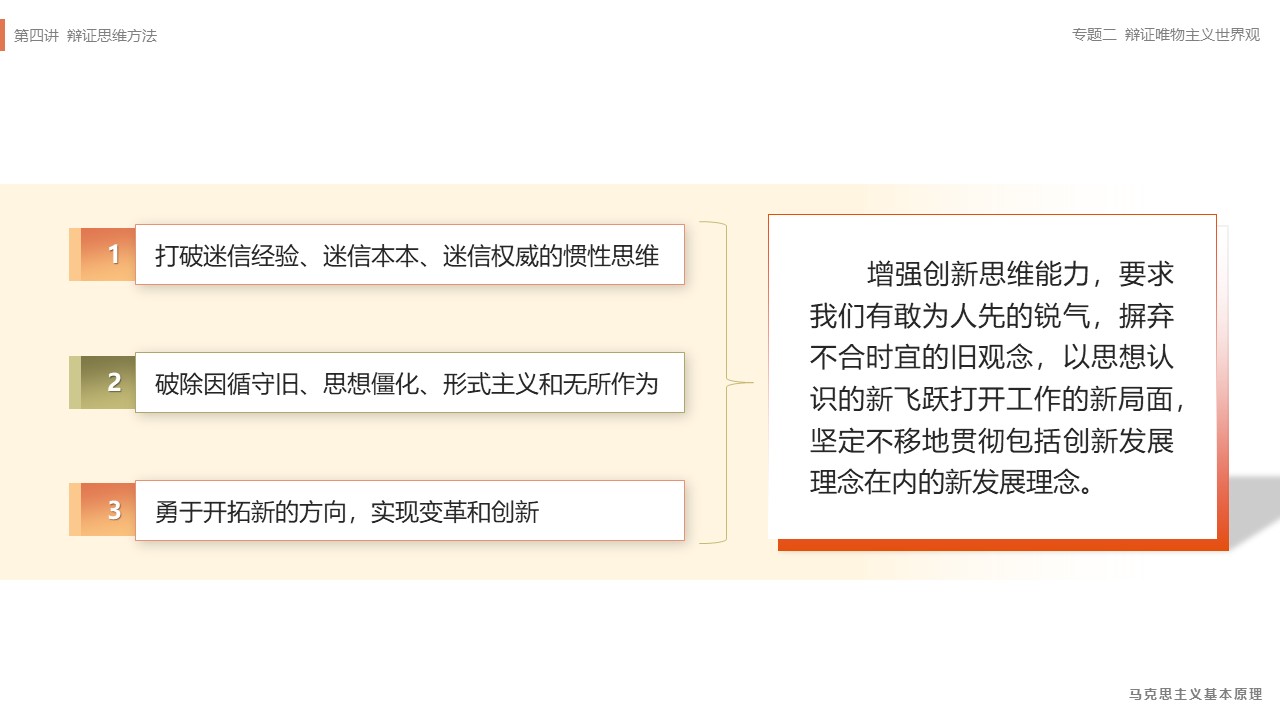 第四讲 辩证思维方法
专题二 辩证唯物主义世界观
1
打破迷信经验、迷信本本、迷信权威的惯性思维
2
破除因循守旧、思想僵化、形式主义和无所作为
3
勇于开拓新的方向，实现变革和创新
增强创新思维能力，要求
我们有敢为人先的锐气，摒弃
不合时宜的旧观念，以思想认
识的新飞跃打开工作的新局面，
坚定不移地贯彻包括创新发展
理念在内的新发展理念。
马克思主义基本原理